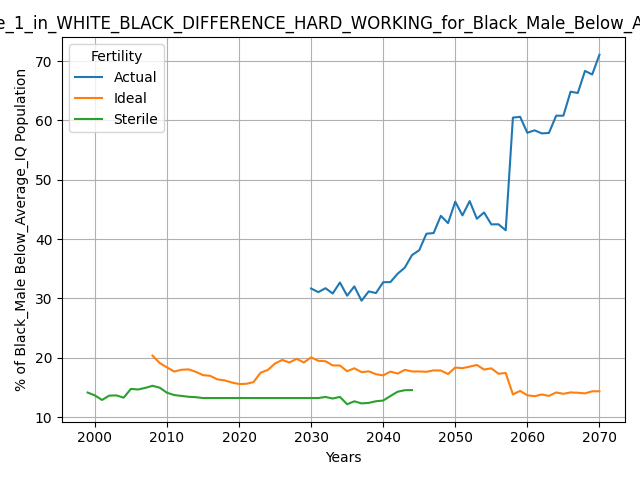 e_1_in_WHITE_BLACK_DIFFERENCE_HARD_WORKING_for_Black_Male_Below_A
Fertility
Actual
Ideal
Sterile
% of Black_Male Below_Average_IQ Population
70
60
50
40
30
20
10
2000 2010 2020 2030 2040 2050 2060 2070
Years